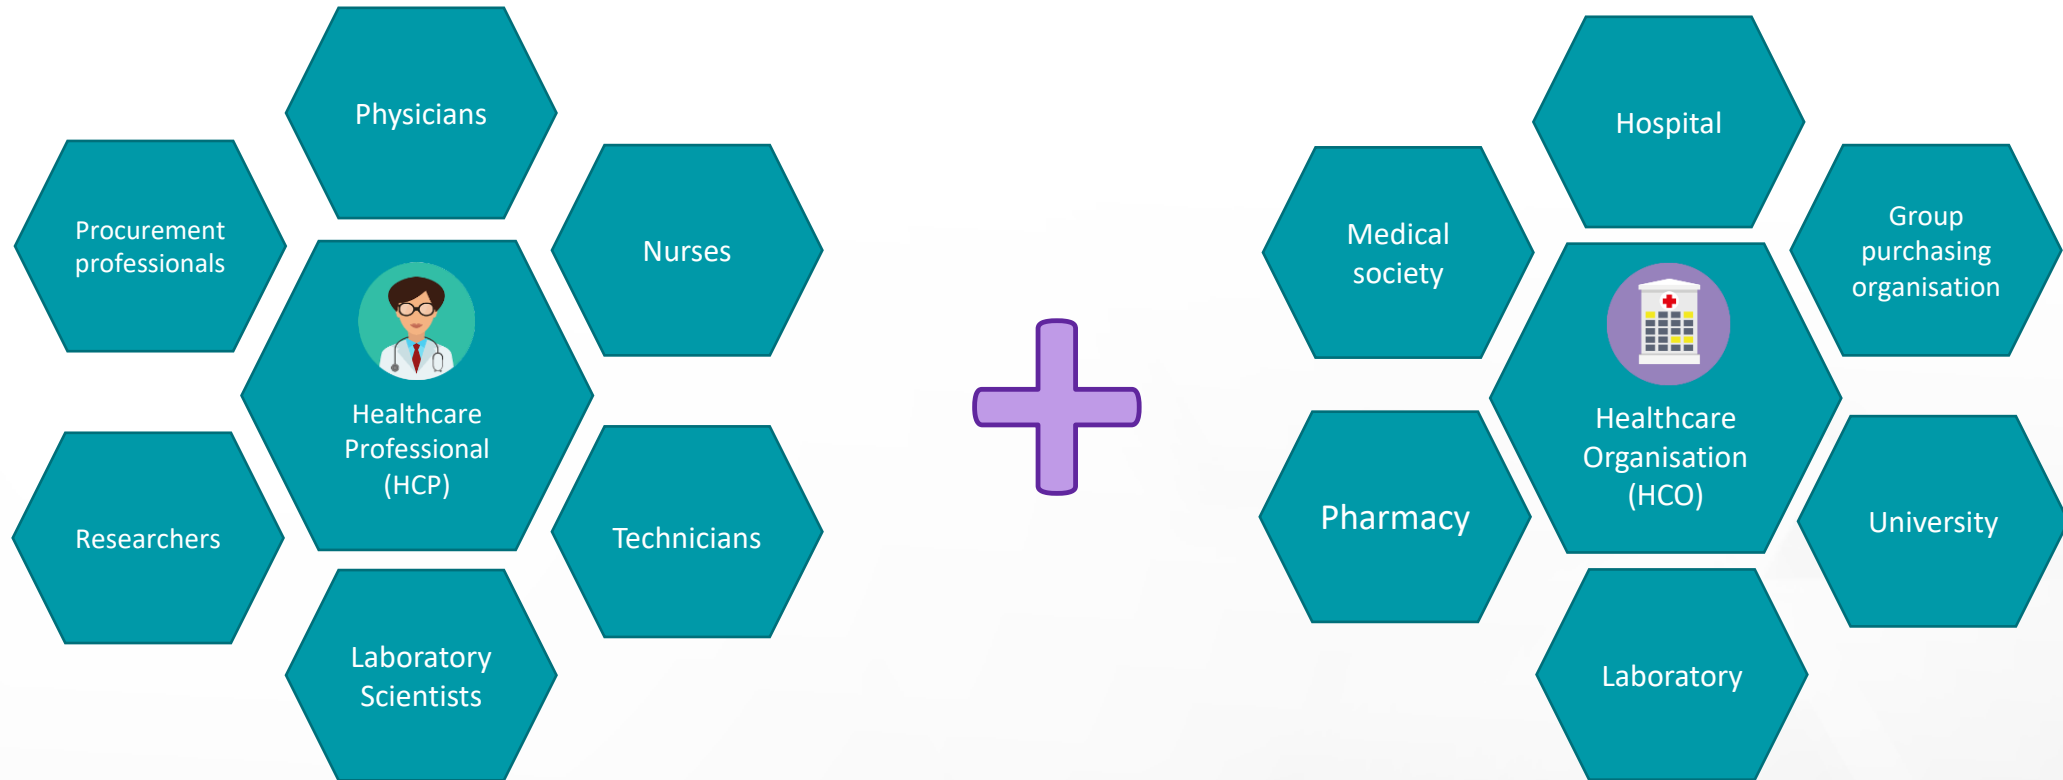 Physicians
Procurement
professionals
Nurses
Healthcare
Professional
(HCP)
Researchers
Technicians
Laboratory
Scientists
Hospital
Medical
society
Group
purchasing
organisation
Healthcare
Organisation
(HCO)
Pharmacy
University
Laboratory